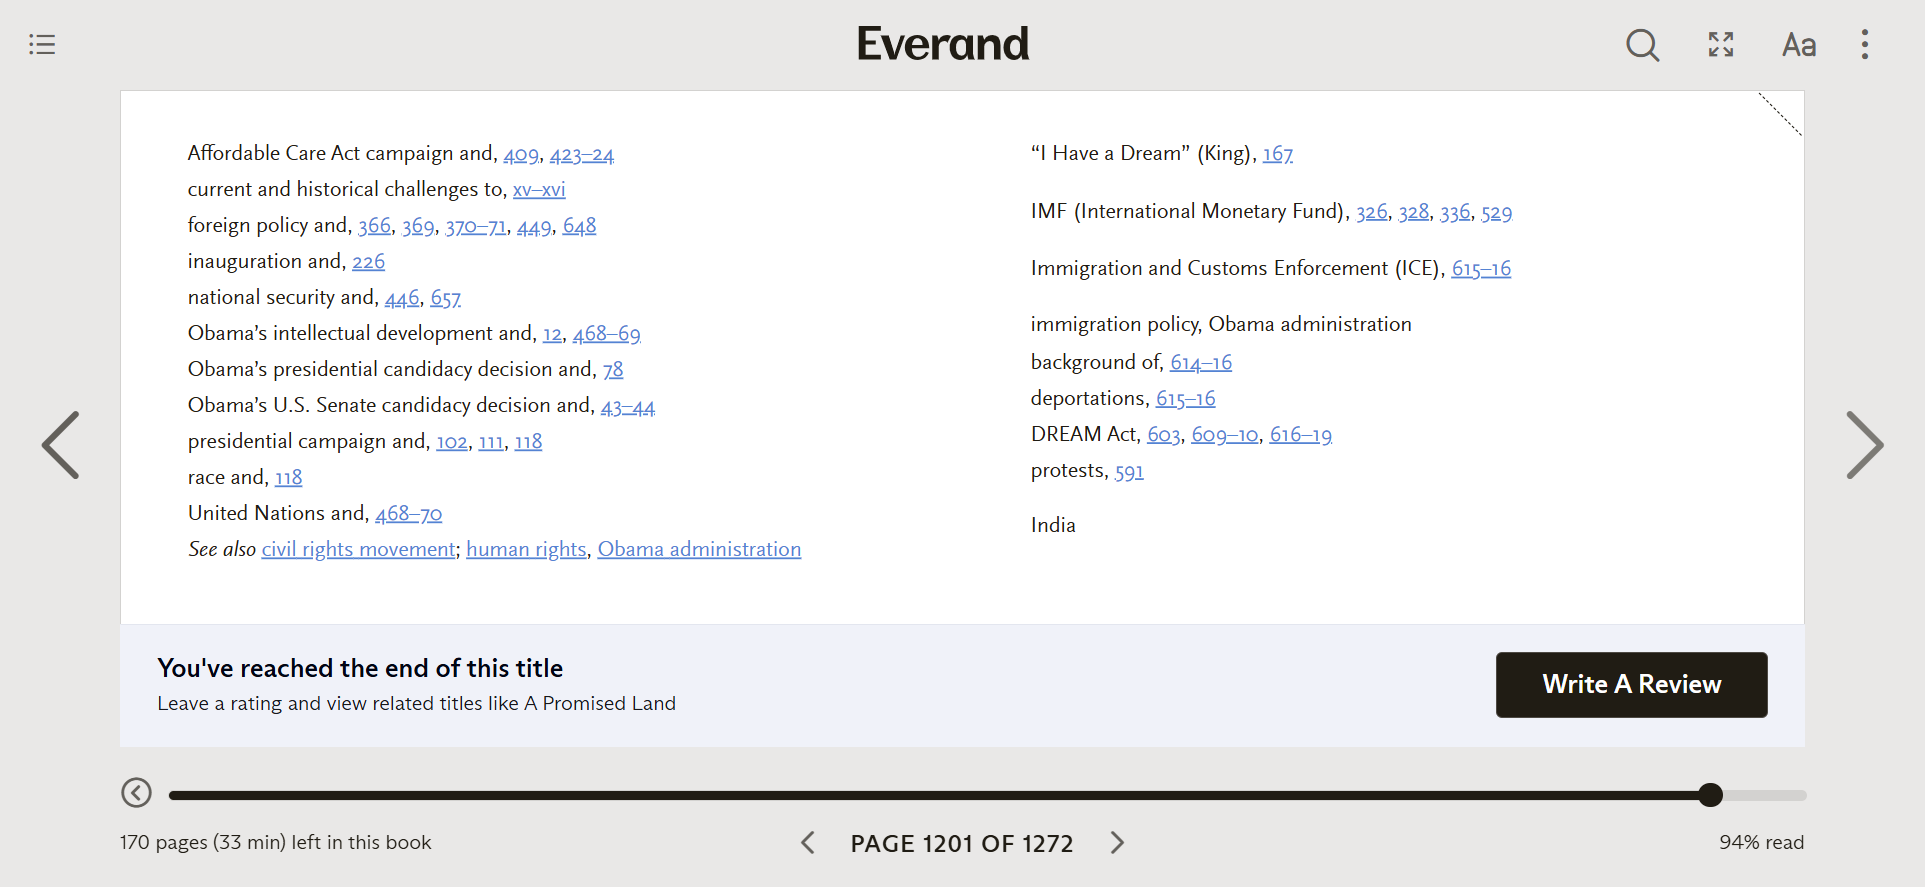 Everand
Aa
Affordable Care Act campaign and, 409, 423–24
current and historical challenges to, xv–xvi
foreign policy and, 366, 369, 370–71, 449, 648
inauguration and, 226
national security and, 446, 657
Obama’s intellectual development and, 12, 468–69
Obama’s presidential candidacy decision and, 78
Obama’s U.S. Senate candidacy decision and, 43–44
presidential campaign and, 102, 111, 118
race and, 118
United Nations and, 468–70
See also civil rights movement; human rights, Obama administration
“I Have a Dream” (King), 167
IMF (International Monetary Fund), 326, 328, 336, 529
Immigration and Customs Enforcement (ICE), 615–16
immigration policy, Obama administration
background of, 614–16
deportations, 615–16
DREAM Act, 603, 609–10, 616–19
protests, 591
India
You've reached the end of this title
Leave a rating and view related titles like A Promised Land
Write A Review
170 pages (33 min) left in this book
PAGE 1201 OF 1272
94% read